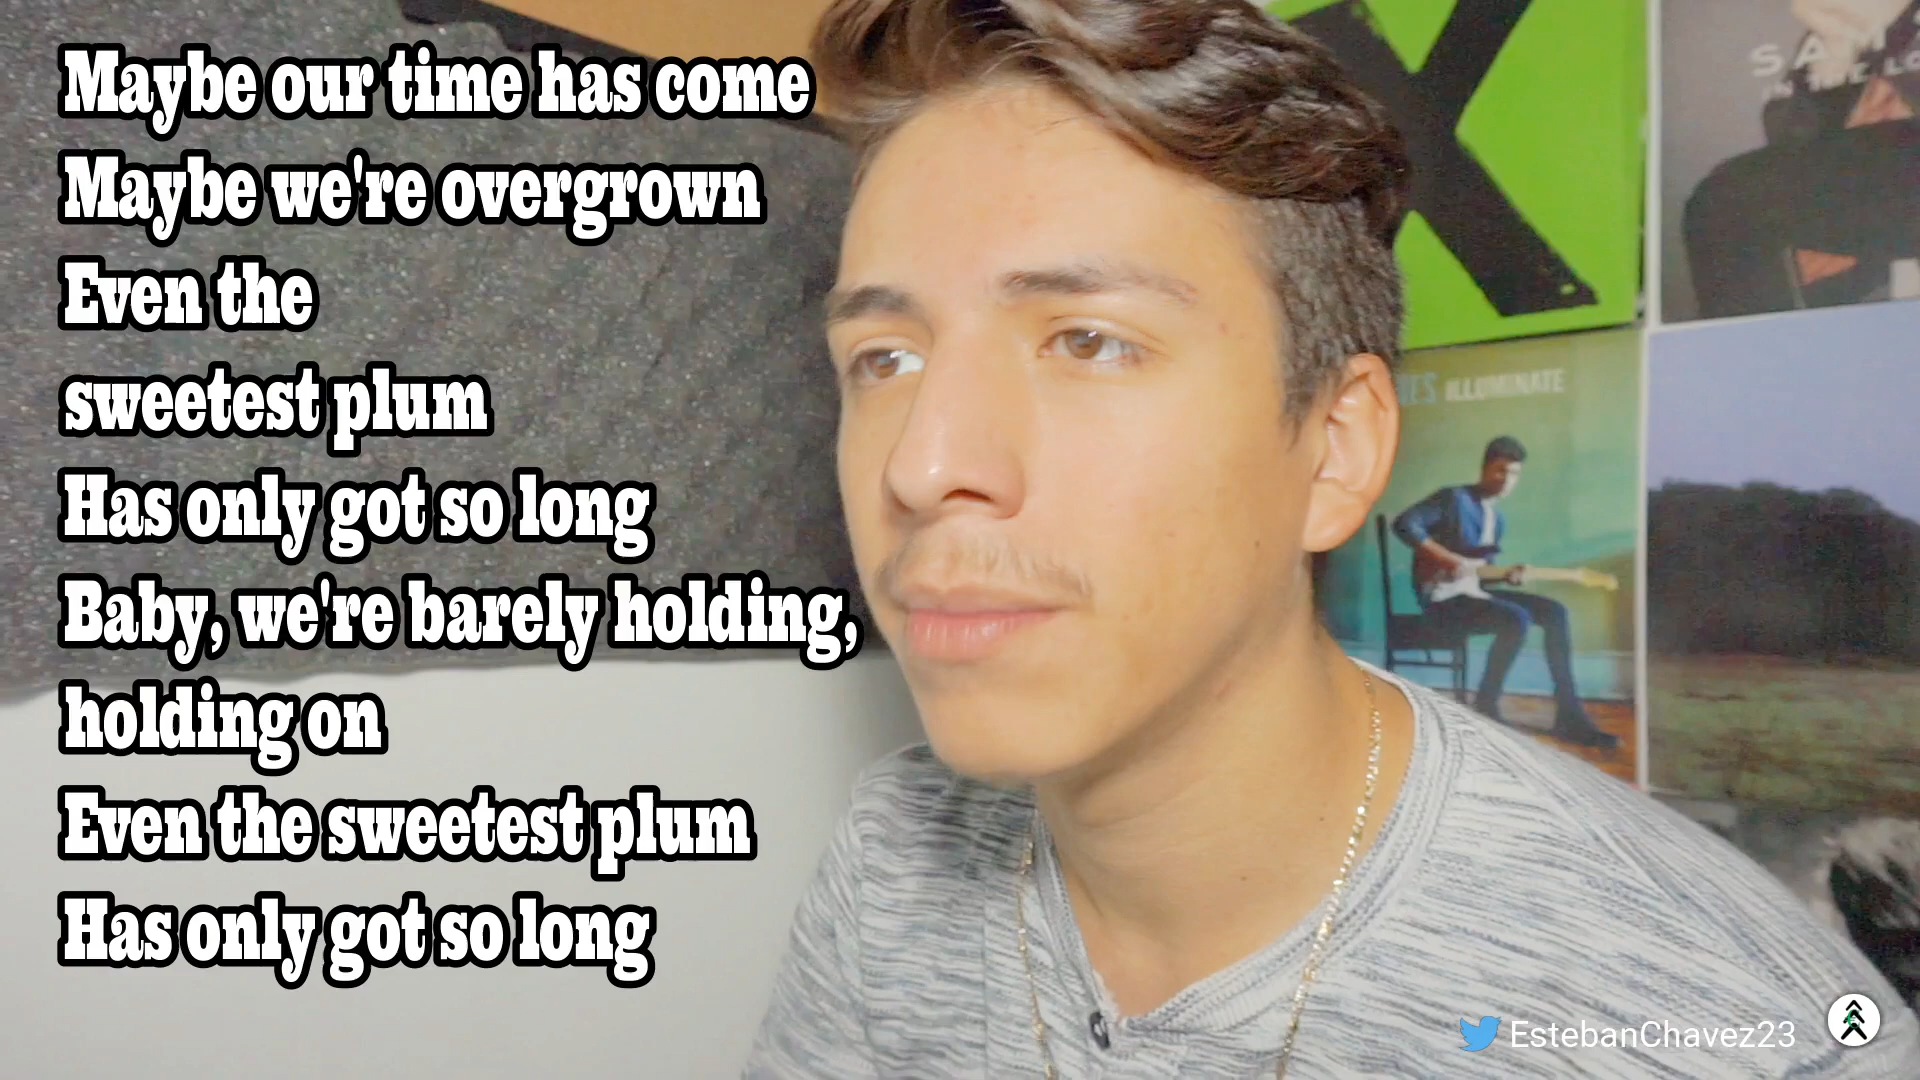 Maybe our time has come
Maybe we're overgrown
Even the
sweetest plum
Has only got so long
Baby, we're barely holding,
holding on
Even the sweetest plum
Has only got so long
X
ILLUMINATE
EstebanChavez23